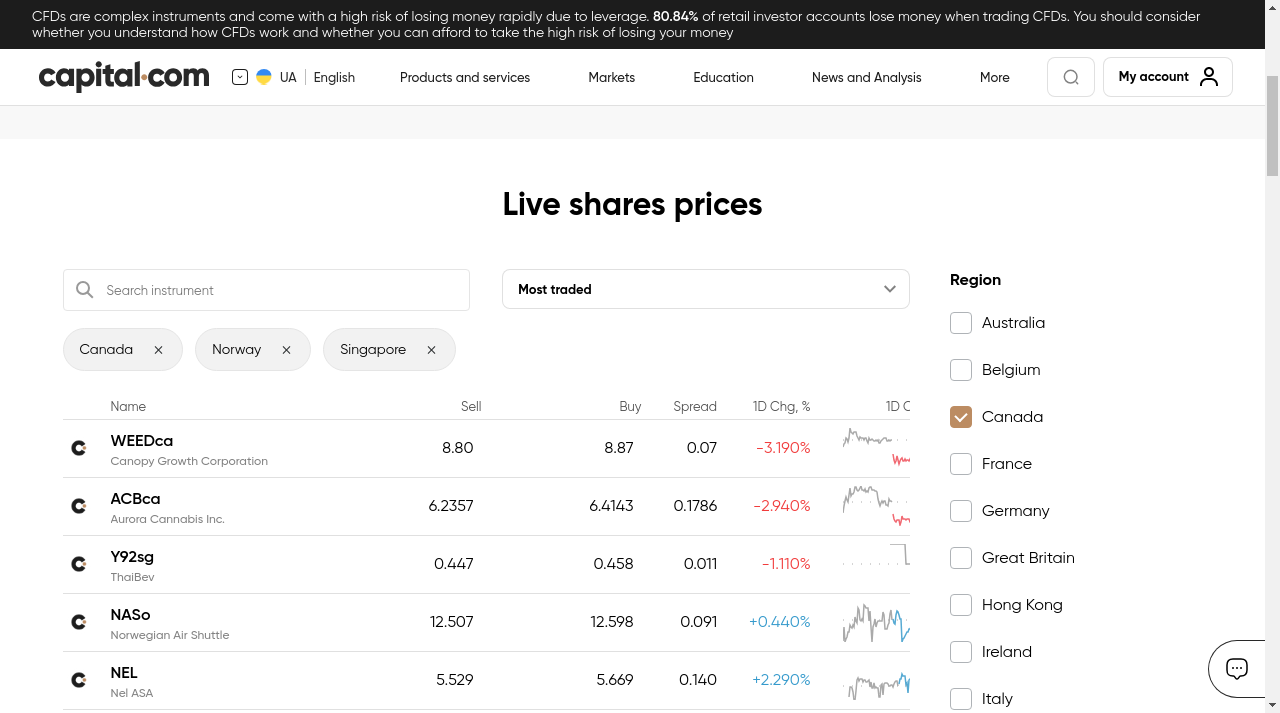 CFDs are complex instruments and come with a high risk of losing money rapidly due to leverage. 80.84% of retail investor accounts lose money when trading CFDs. You should consider
whether you understand how CFDs work and whether you can afford to take the high risk of losing your money
capital.com UA English Products and services Markets Education News and Analysis More My account
Live shares prices
Search instrument Most traded
Canada Norway Singapore
Name Sell Buy Spread 1D Chg, % 1D C
WEEDca 8.80 8.87 0.07 -3.190%
Canopy Growth Corporation
ACBca 6.2357 6.4143 0.1786 -2.940%
Aurora Cannabis Inc.
Y92sg 0.447 0.458 0.011 -1.110%
ThaiBev
NASo 12.507 12.598 0.091 +0.440%
Norwegian Air Shuttle
NEL 5.529 5.669 0.140 +2.290%
Nel ASA
Region
Australia
Belgium
Canada
France
Germany
Great Britain
Hong Kong
Ireland
Italy